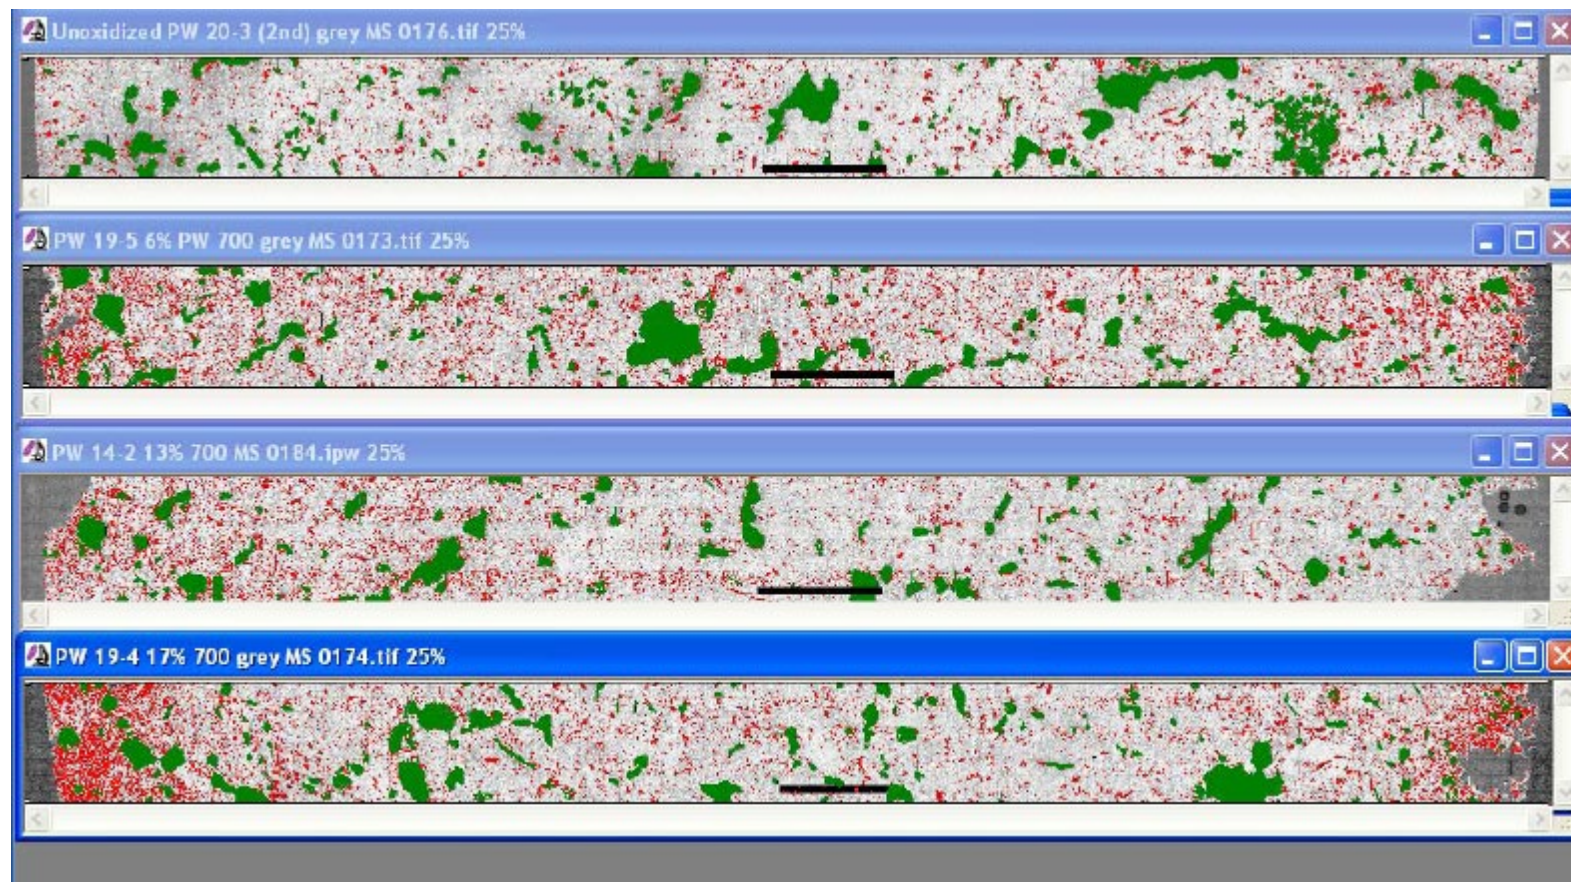 Unoxidized PW 20-3 (2nd) grey MS 0176.tif 25%
PW 19-5 6% PW 700 grey MS 0173.tif 25%
PW 14-2 13% 700 MS 0184.ipw 25%
PW 19-4 17% 700 grey MS 0174.tif 25%